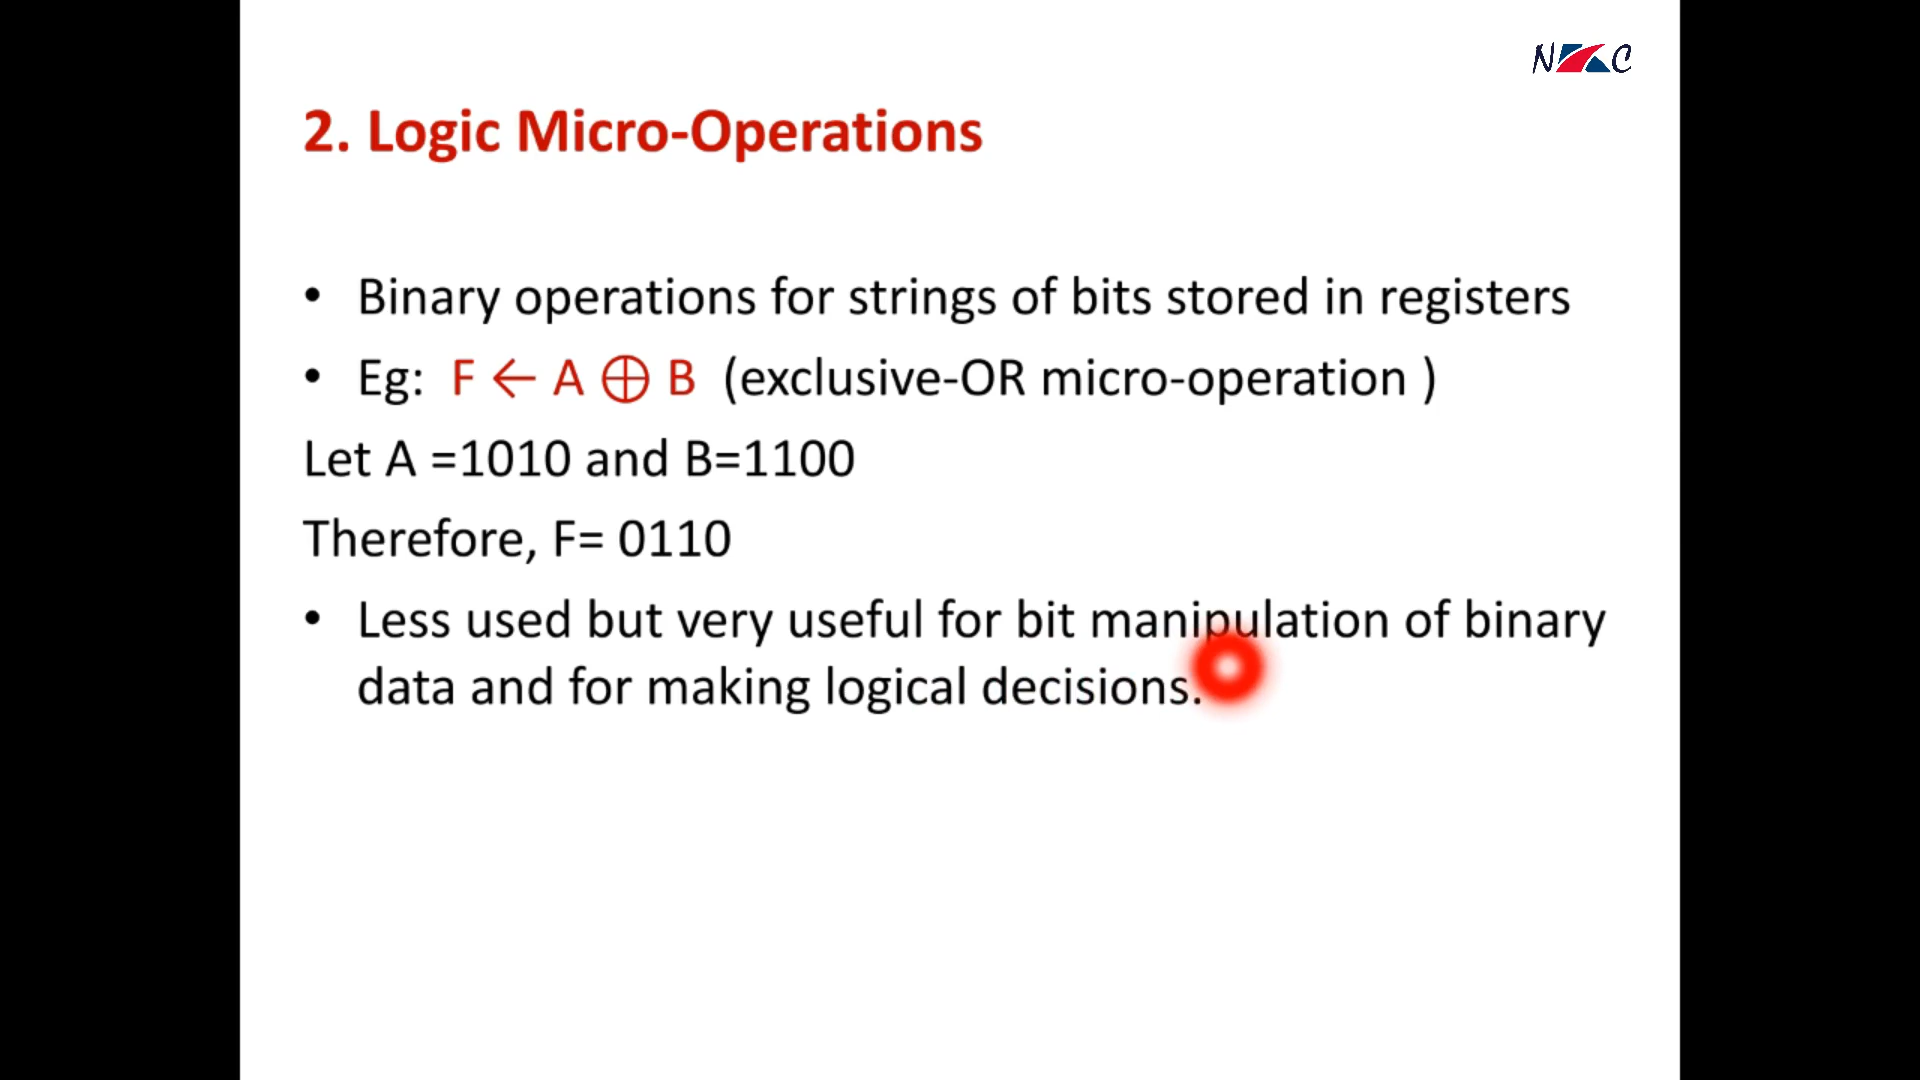 N C
2. Logic Micro-Operations
• Binary operations for strings of bits stored in registers
• Eg: F ← A ⊕ B (exclusive-OR micro-operation )
Let A =1010 and B=1100
Therefore, F= 0110
• Less used but very useful for bit manipulation of binary
data and for making logical decisions.